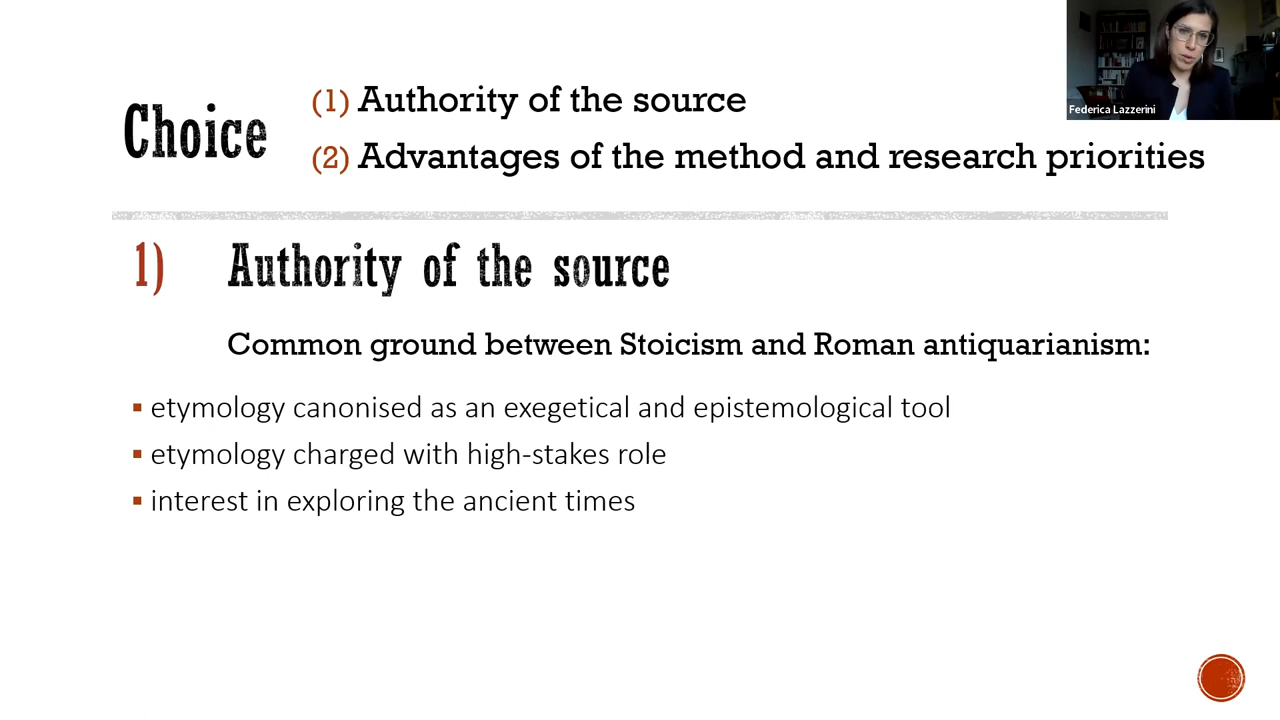 Choice
(1) Authority of the source
(2) Advantages of the method and research priorities
Federica Lazzerini
1) Authority of the source
Common ground between Stoicism and Roman antiquarianism:
▪ etymology canonised as an exegetical and epistemological tool
▪ etymology charged with high-stakes role
▪ interest in exploring the ancient times